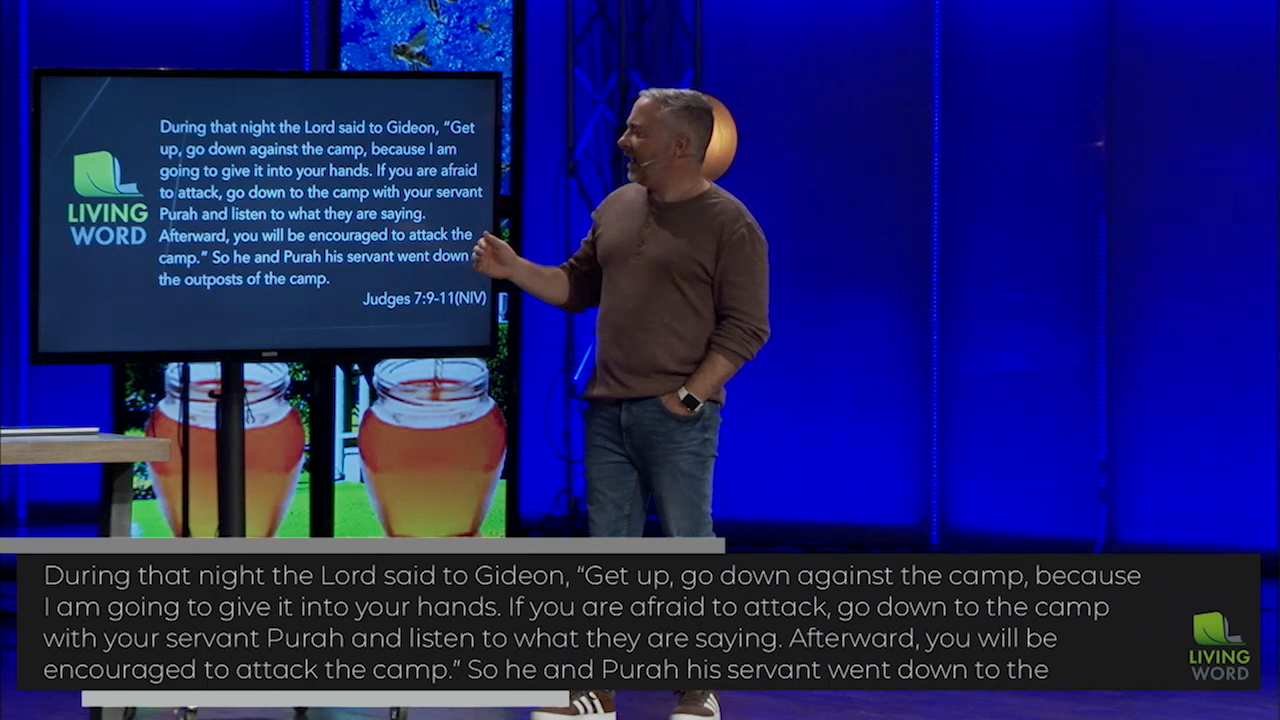 During that night the Lord said to Gideon, “Get
up, go down against the camp, because I am
going to give it into your hands. If you are afraid
to attack, go down to the camp with your servant
Purah and listen to what they are saying.
Afterward, you will be encouraged to attack the
camp.” So he and Purah his servant went down
the outposts of the camp.
Judges 7:9-11(NIV)
LIVING
WORD
During that night the Lord said to Gideon, “Get up, go down against the camp, because
I am going to give it into your hands. If you are afraid to attack, go down to the camp
with your servant Purah and listen to what they are saying. Afterward, you will be
encouraged to attack the camp.” So he and Purah his servant went down to the
LIVING
WORD